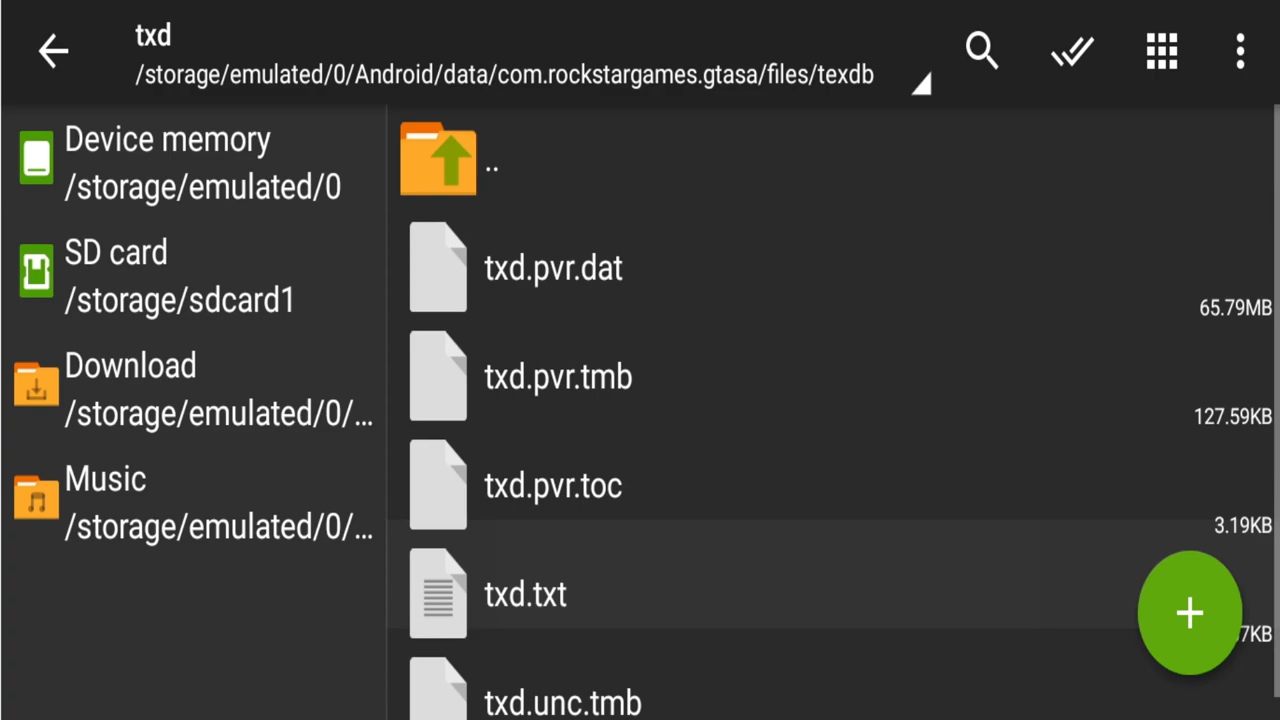 txd
/storage/emulated/0/Android/data/com.rockstargames.gtasa/files/texdb
Device memory
/storage/emulated/0
SD card
/storage/sdcard1
Download
/storage/emulated/0/...
Music
/storage/emulated/0/...
..
txd.pvr.dat
65.79MB
txd.pvr.tmb
127.59KB
txd.pvr.toc
3.19KB
txd.txt
7KB
txd.unc.tmb